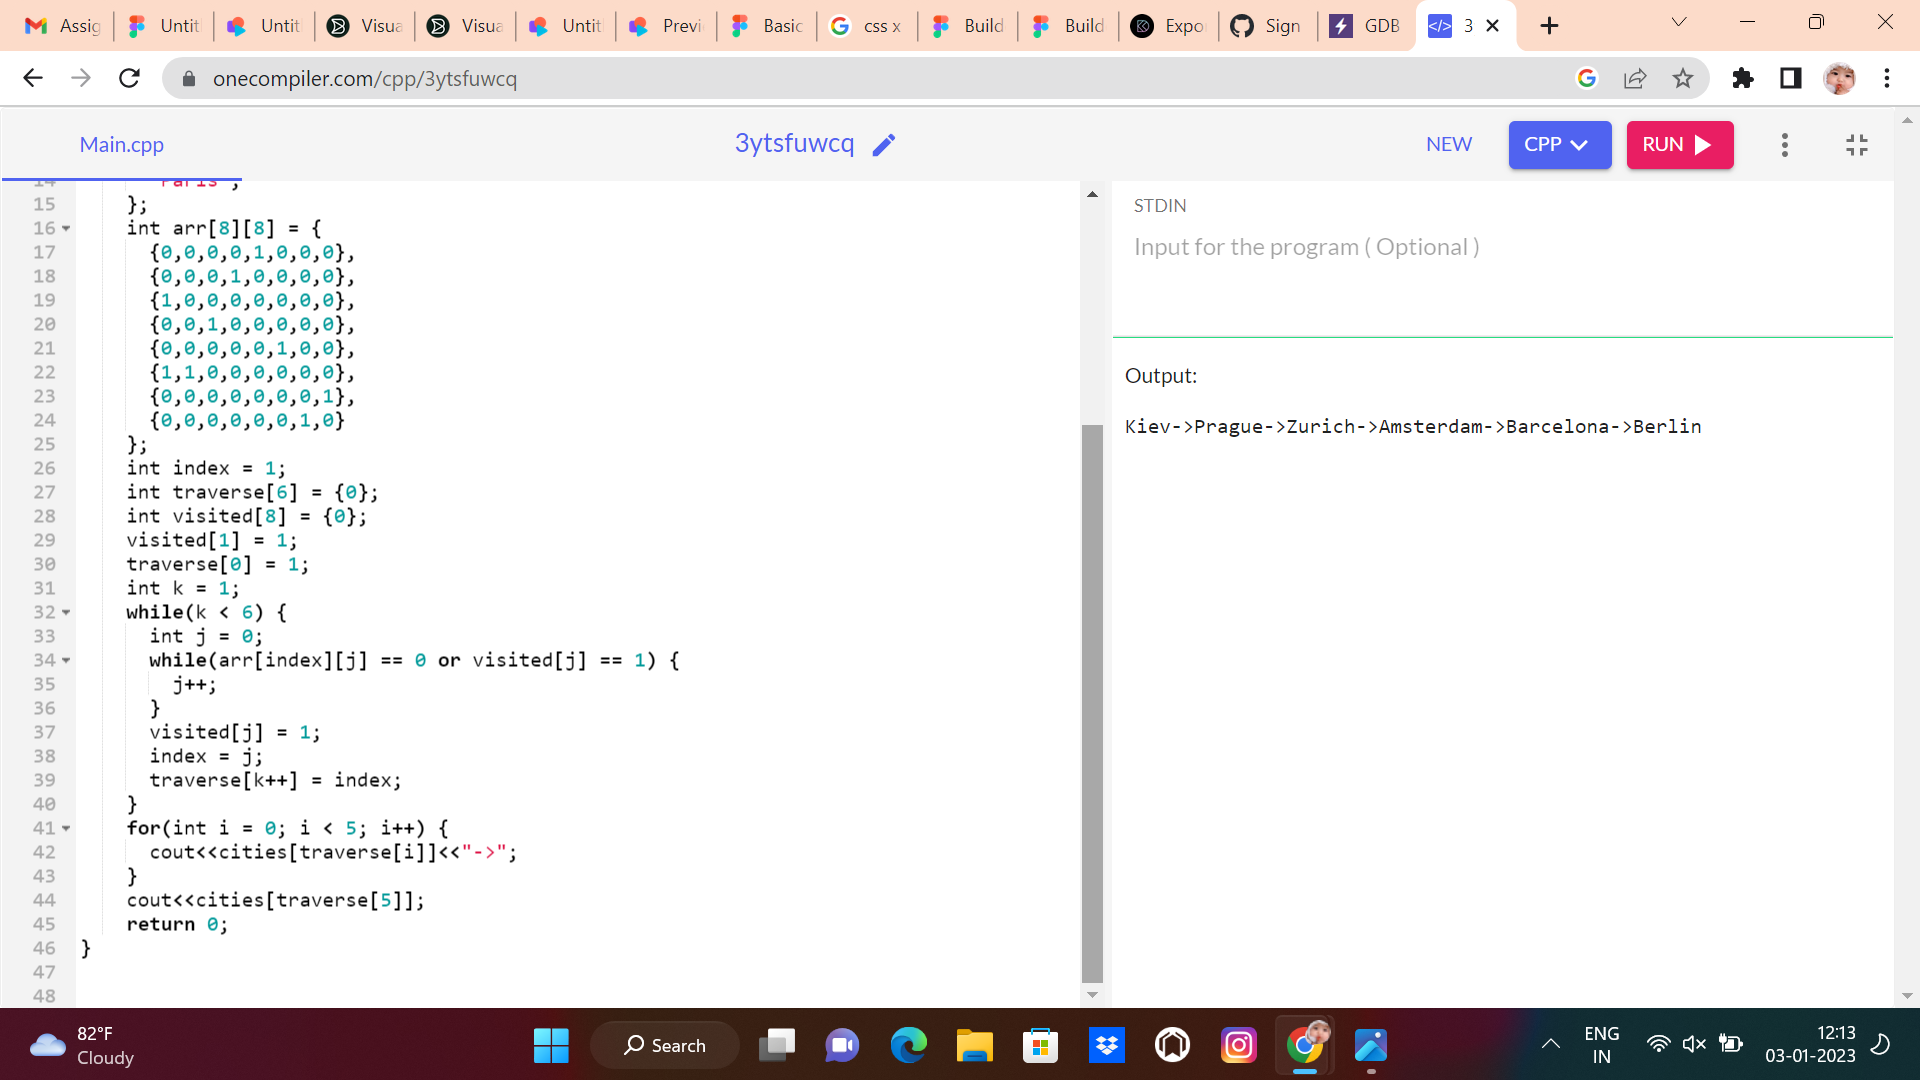 Assig
Untit
Untit
Visua
Visua
Untit
Previ
Basic
css x
Build
Build
Expo
Sign
GDB
3
onecompiler.com/cpp/3ytsfuwcq
Main.cpp
3ytsfuwcq
NEW
CPP
RUN
14 "Paris",
15 };
16 int arr[8][8] = {
17 {0,0,0,0,1,0,0,0},
18 {0,0,0,1,0,0,0,0},
19 {1,0,0,0,0,0,0,0},
20 {0,0,1,0,0,0,0,0},
21 {0,0,0,0,0,1,0,0},
22 {1,1,0,0,0,0,0,0},
23 {0,0,0,0,0,0,0,1},
24 {0,0,0,0,0,0,1,0}
25 };
26 int index = 1;
27 int traverse[6] = {0};
28 int visited[8] = {0};
29 visited[1] = 1;
30 traverse[0] = 1;
31 int k = 1;
32 while(k < 6) {
33 int j = 0;
34 while(arr[index][j] == 0 or visited[j] == 1) {
35 j++;
36 }
37 visited[j] = 1;
38 index = j;
39 traverse[k++] = index;
40 }
41 for(int i = 0; i < 5; i++) {
42 cout<<cities[traverse[i]]<<"->";
43 }
44 cout<<cities[traverse[5]];
45 return 0;
46 }
47
48
STDIN
Input for the program ( Optional )
Output:
Kiev->Prague->Zurich->Amsterdam->Barcelona->Berlin
82°F
Cloudy
Search
ENG
IN
12:13
03-01-2023